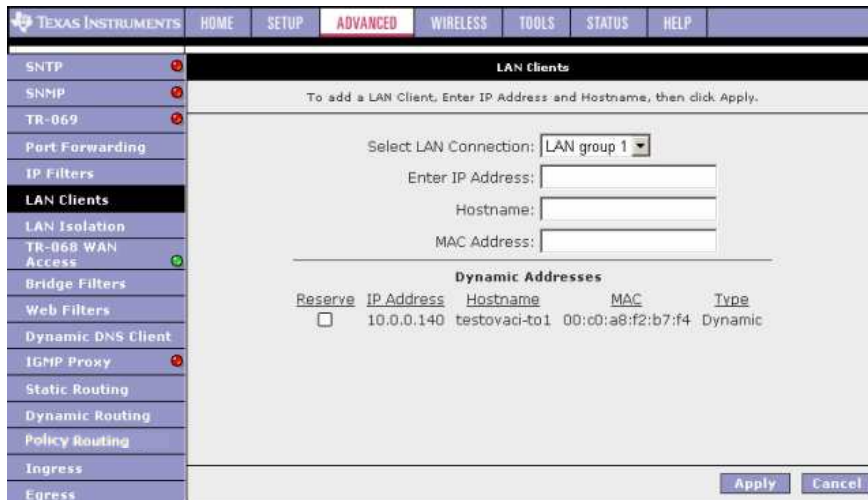 TEXAS INSTRUMENTS HOME SETUP ADVANCED WIRELESS TOOLS STATUS HELP
SNTP
SNMP
TR-069
Port Forwarding
IP Filters
LAN Clients
LAN Isolation
TR-068 WAN
Access
Bridge Filters
Web Filters
Dynamic DNS Client
IGMP Proxy
Static Routing
Dynamic Routing
Policy Routing
Ingress
Egress
LAN Clients
To add a LAN Client, Enter IP Address and Hostname, then click Apply.
Select LAN Connection: LAN group 1
Enter IP Address:
Hostname:
MAC Address:
Dynamic Addresses
Reserve IP Address Hostname MAC Type
10.0.0.140 testovaci-to1 00:c0:a8:f2:b7:f4 Dynamic
Apply Cancel